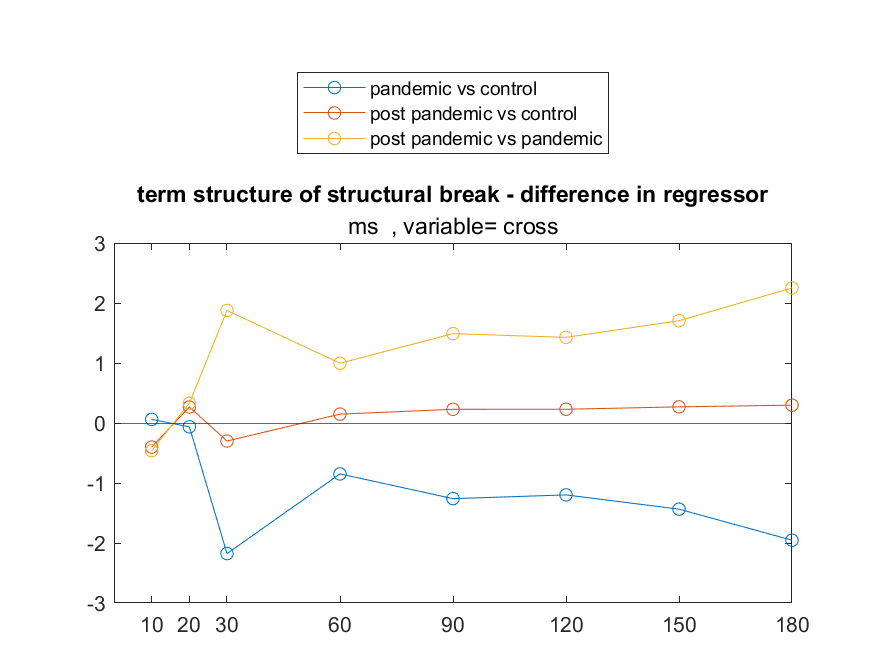 pandemic vs control
post pandemic vs control
post pandemic vs pandemic
term structure of structural break - difference in regressor
ms , variable= cross
3
2
1
0
-1
-2
-3
10 20 30 60 90 120 150 180